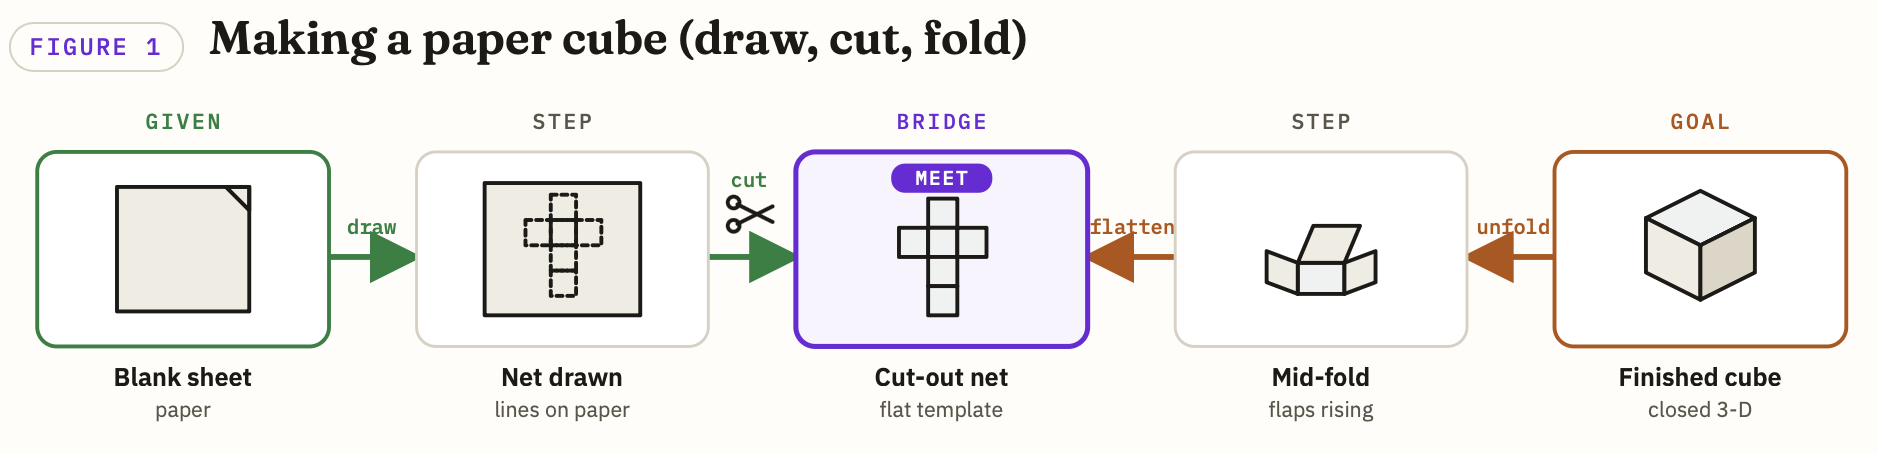 FIGURE 1
Making a paper cube (draw, cut, fold)
GIVEN
STEP
BRIDGE
STEP
GOAL
MEET
cut
draw
flatten
unfold
Blank sheet
Net drawn
Cut-out net
Mid-fold
Finished cube
paper
lines on paper
flat template
flaps rising
closed 3-D